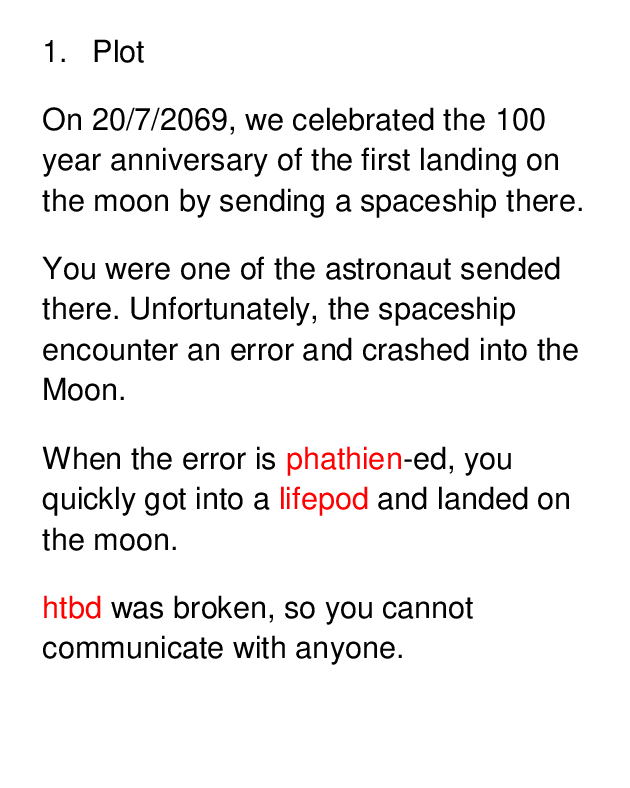 1. Plot
On 20/7/2069, we celebrated the 100
year anniversary of the first landing on
the moon by sending a spaceship there.
You were one of the astronaut sended
there. Unfortunately, the spaceship
encounter an error and crashed into the
Moon.
When the error is phathien-ed, you
quickly got into a lifepod and landed on
the moon.
htbd was broken, so you cannot
communicate with anyone.